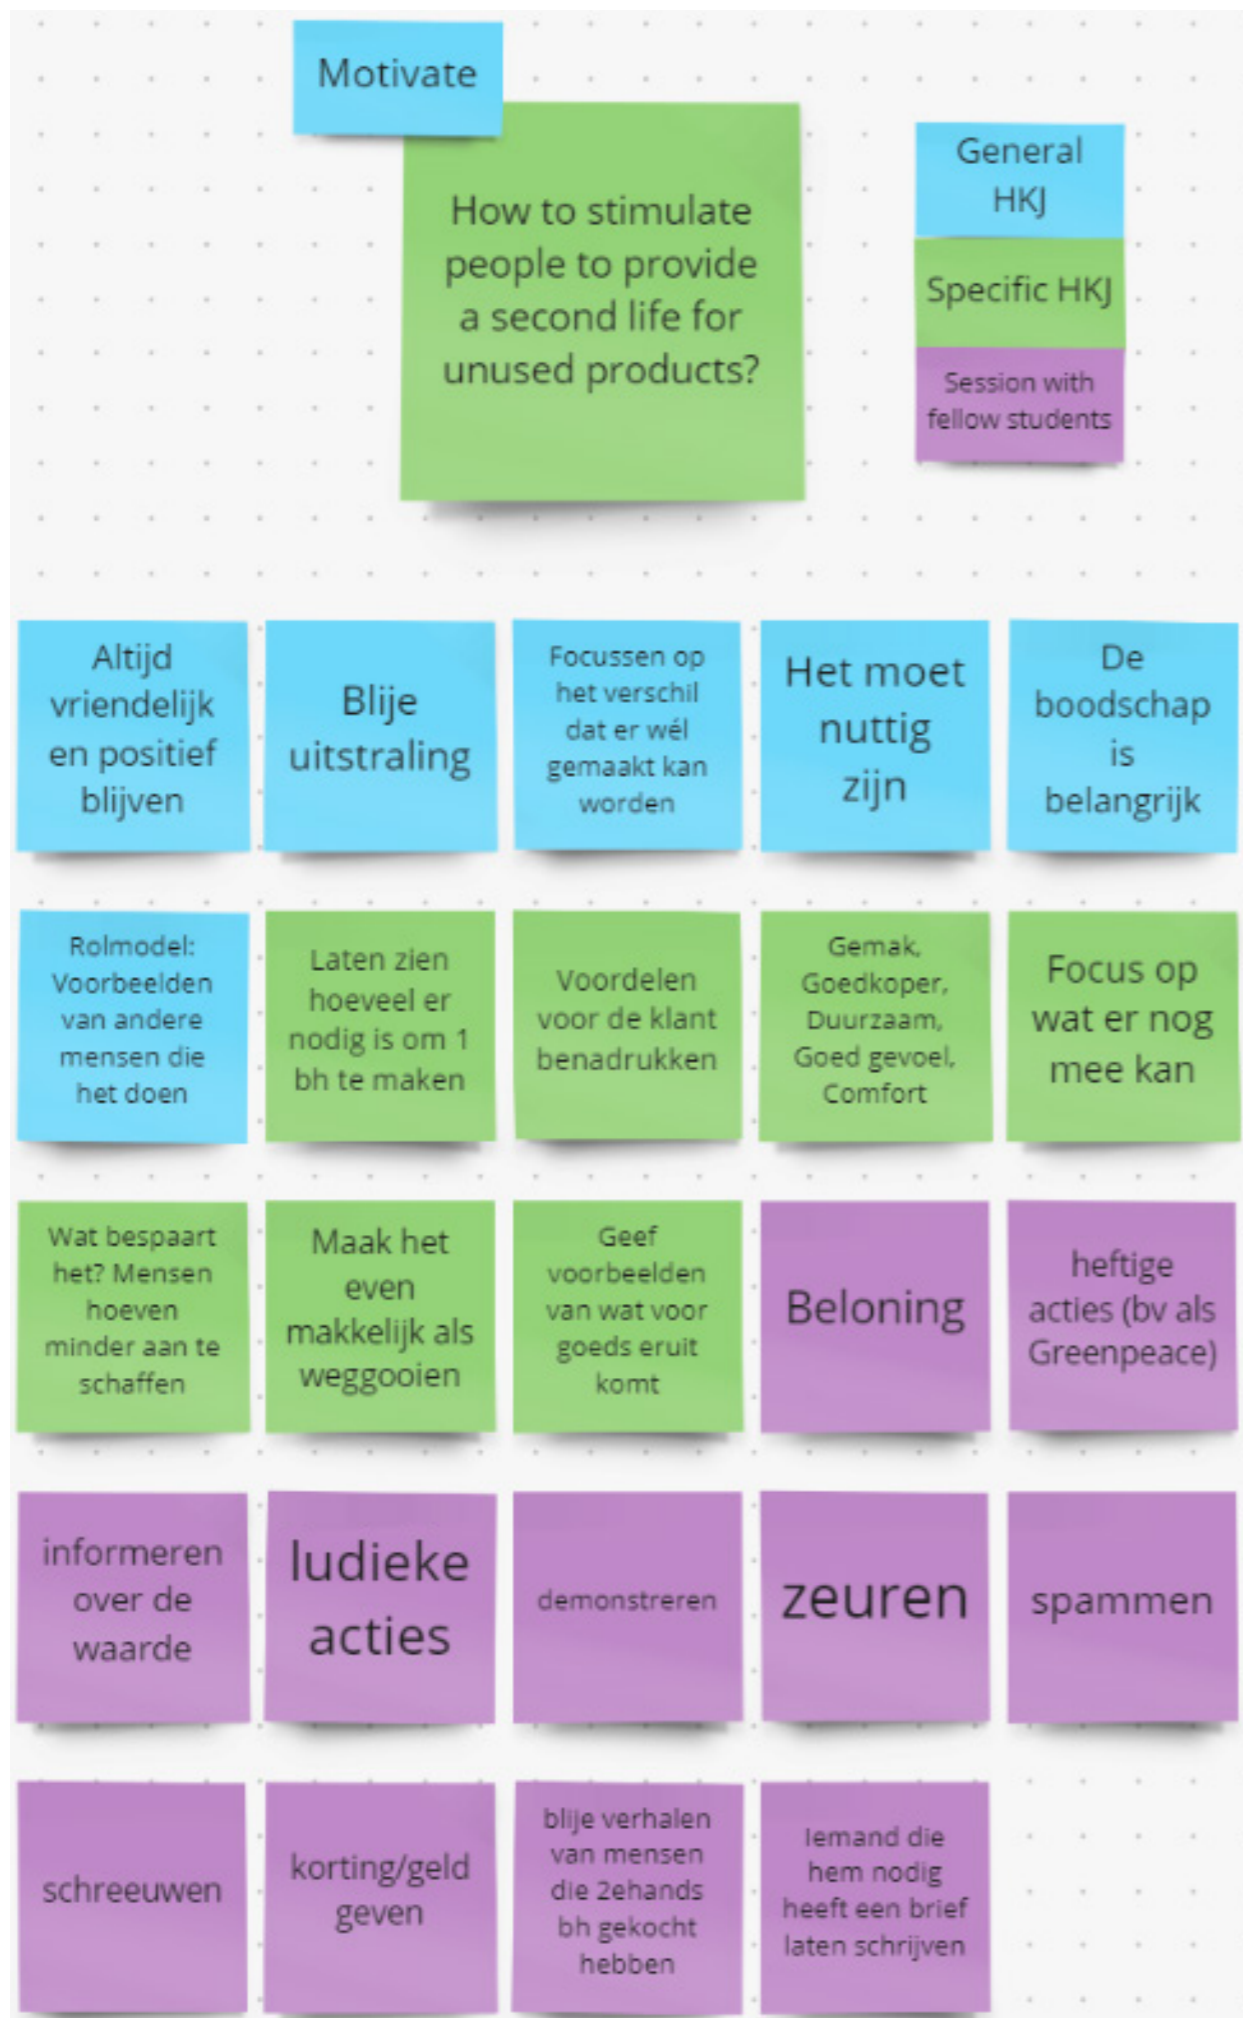 Motivate
How to stimulate
people to provide
a second life for
unused products?
General
HKJ
Specific HKJ
Session with
fellow students
Altijd
vriendelijk
en positief
blijven
Blije
uitstraling
Focussen op
het verschil
dat er wél
gemaakt kan
worden
Het moet
nuttig
zijn
De
boodschap
is
belangrijk
Rolmodel:
Voorbeelden
van andere
mensen die
het doen
Laten zien
hoeveel er
nodig is om 1
bh te maken
Voordelen
voor de klant
benadrukken
Gemak,
Goedkoper,
Duurzaam,
Goed gevoel,
Comfort
Focus op
wat er nog
mee kan
Wat bespaart
het? Mensen
hoeven
minder aan te
schaffen
Maak het
even
makkelijk als
weggooien
Geef
voorbeelden
van wat voor
goeds eruit
komt
Beloning
heftige
acties (bv als
Greenpeace)
informeren
over de
waarde
ludieke
acties
demonstreren
zeuren
spammen
schreeuwen
korting/geld
geven
blije verhalen
van mensen
die 2ehands
bh gekocht
hebben
Iemand die
hem nodig
heeft een brief
laten schrijven